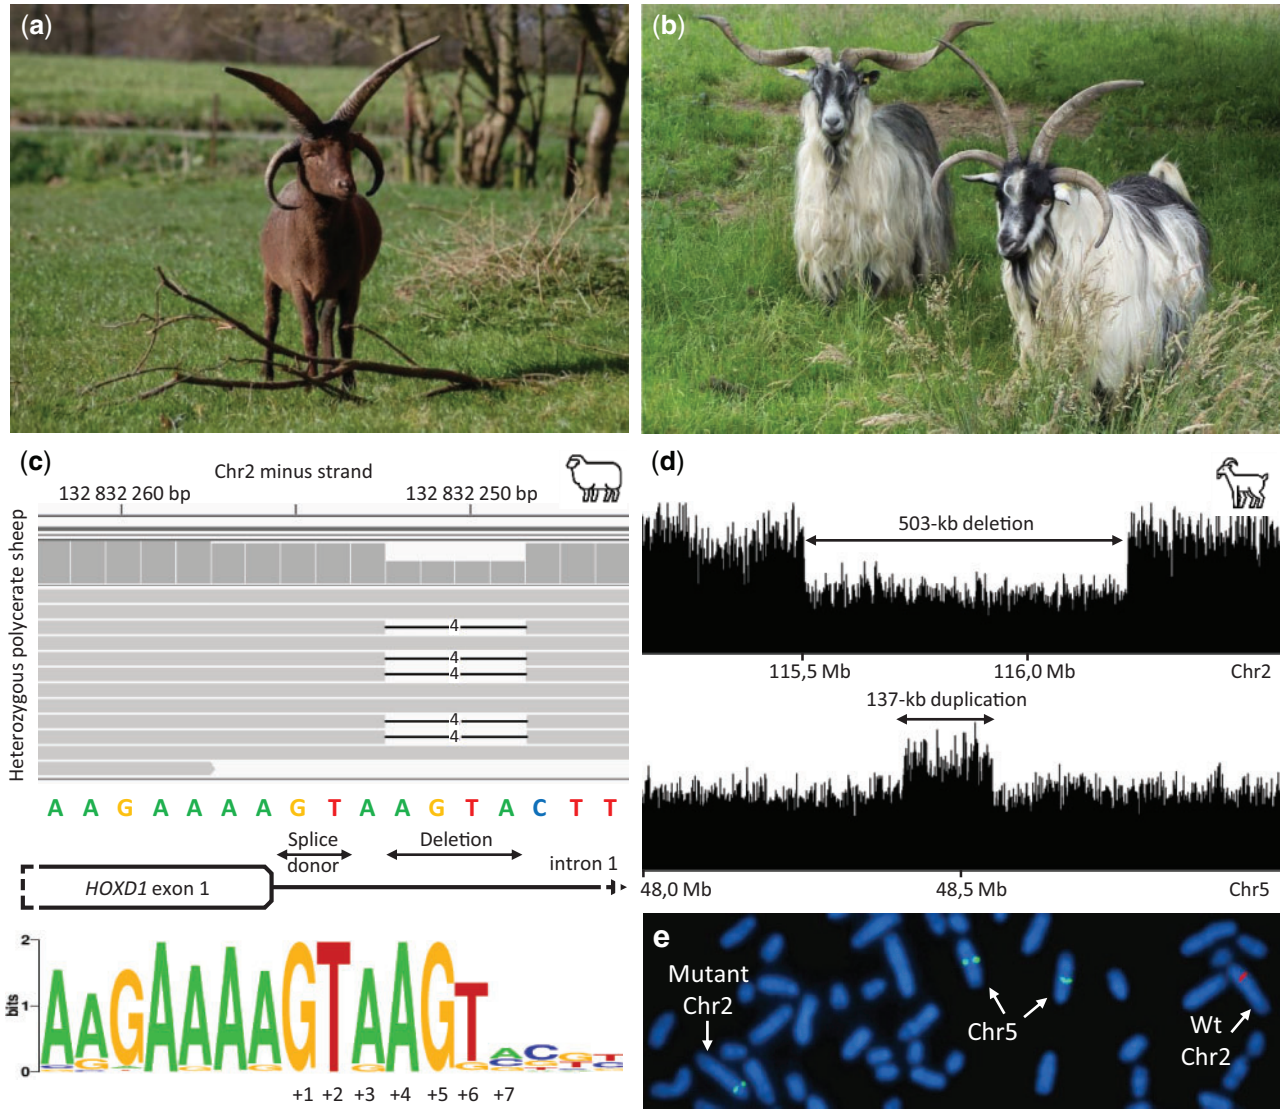 (a)
(b)
(c)
Chr2 minus strand
132 832 260 bp
132 832 250 bp
Heterozygous polycerate sheep
4
4
4
4
4
A A G A A A A G T A A G T A C T T
Splice
donor
Deletion
intron 1
HOXD1 exon 1
bits
2
1
0
AAGAAAAGTAAGTACGT
+1 +2 +3 +4 +5 +6 +7
(d)
503-kb deletion
115,5 Mb
116,0 Mb
Chr2
137-kb duplication
48,0 Mb
48,5 Mb
Chr5
e
Mutant
Chr2
Chr5
Wt
Chr2